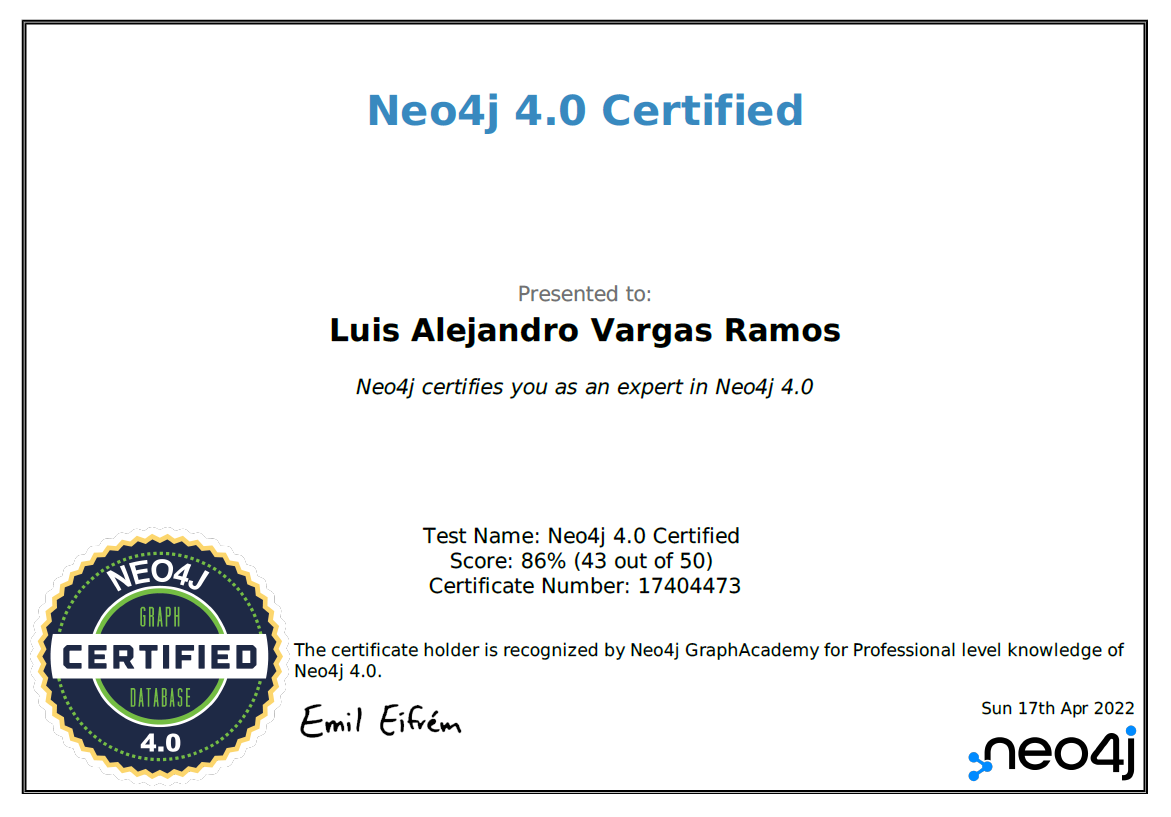 Neo4j 4.0 Certified
Presented to:
Luis Alejandro Vargas Ramos
Neo4j certifies you as an expert in Neo4j 4.0
Test Name: Neo4j 4.0 Certified
Score: 86% (43 out of 50)
Certificate Number: 17404473
NEO4J
GRAPH
CERTIFIED
DATABASE
4.0
The certificate holder is recognized by Neo4j GraphAcademy for Professional level knowledge of
Neo4j 4.0.
Emil Eifrém
Sun 17th Apr 2022
neo4j